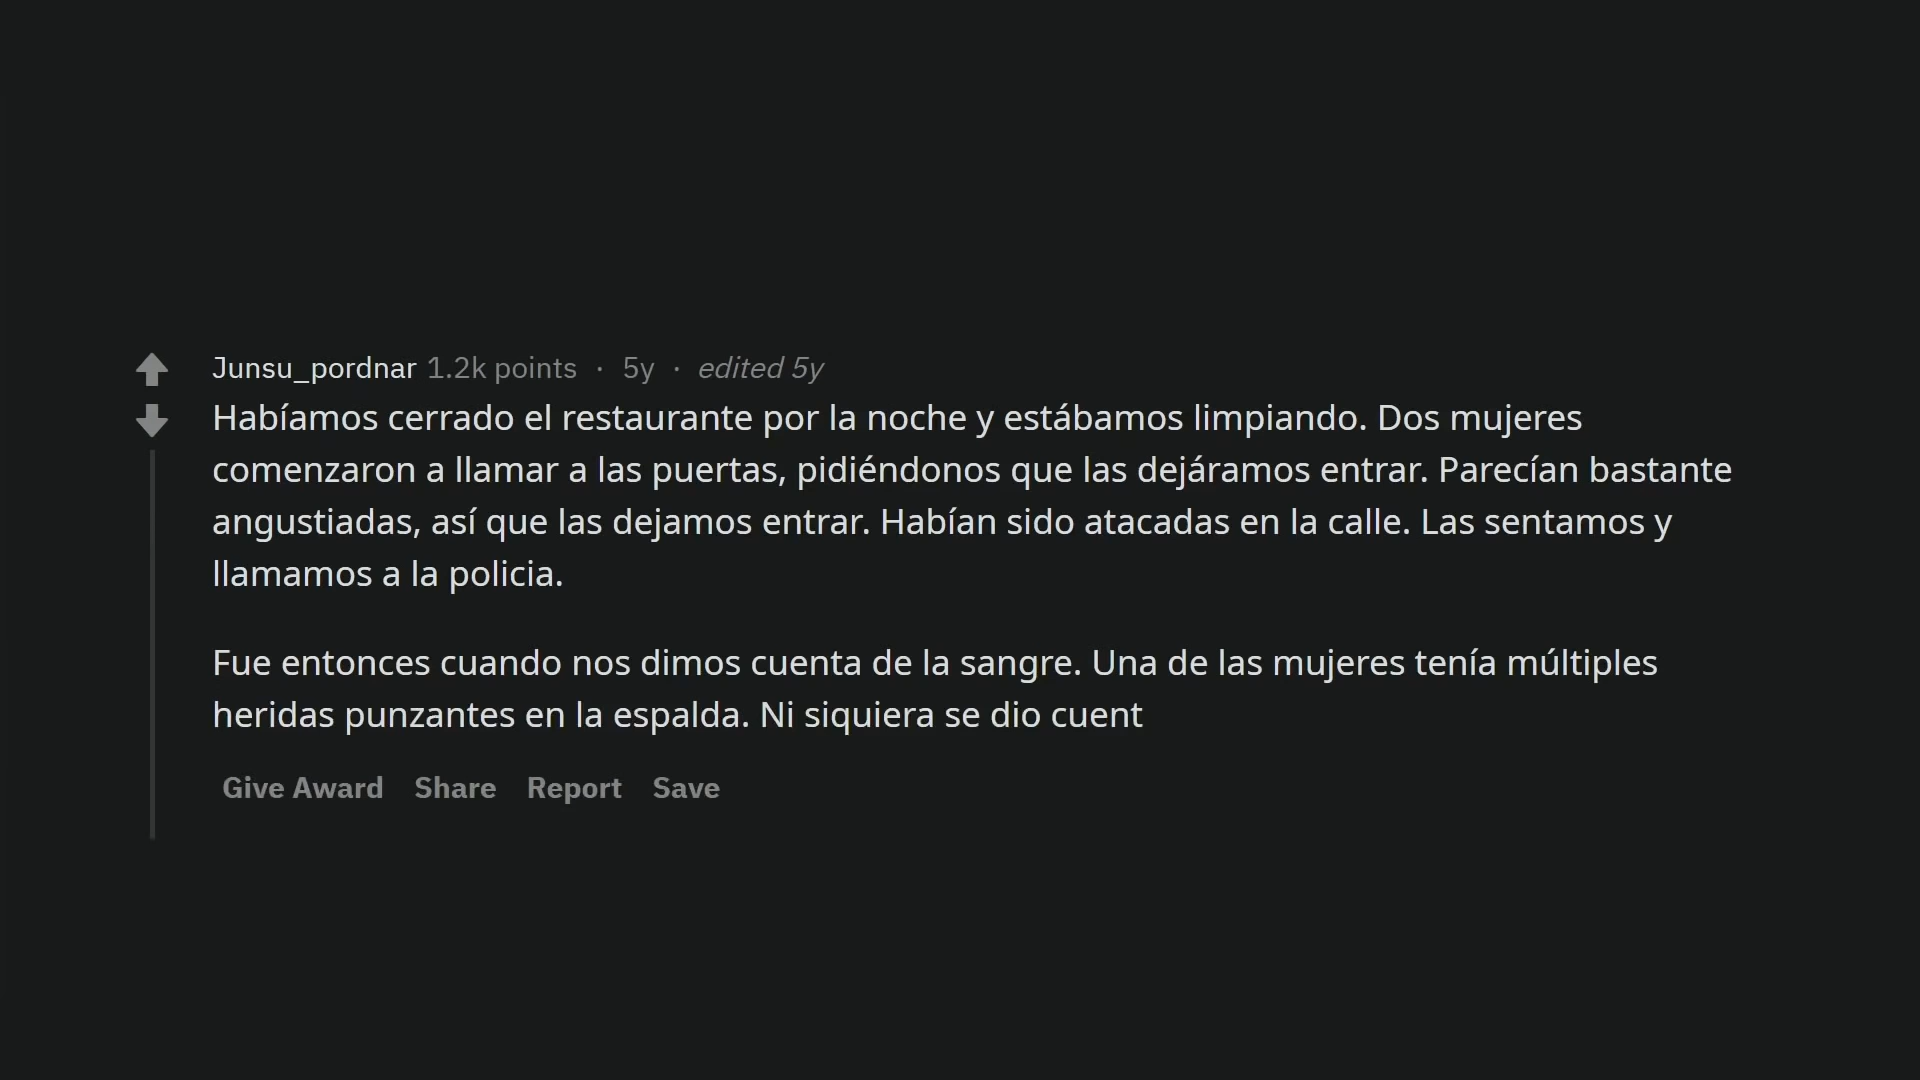 Junsu_pordnar 1.2k points · 5y · edited 5y
Habíamos cerrado el restaurante por la noche y estábamos limpiando. Dos mujeres
comenzaron a llamar a las puertas, pidiéndonos que las dejáramos entrar. Parecían bastante
angustiadas, así que las dejamos entrar. Habían sido atacadas en la calle. Las sentamos y
llamamos a la policia.
Fue entonces cuando nos dimos cuenta de la sangre. Una de las mujeres tenía múltiples
heridas punzantes en la espalda. Ni siquiera se dio cuent
Give Award Share Report Save